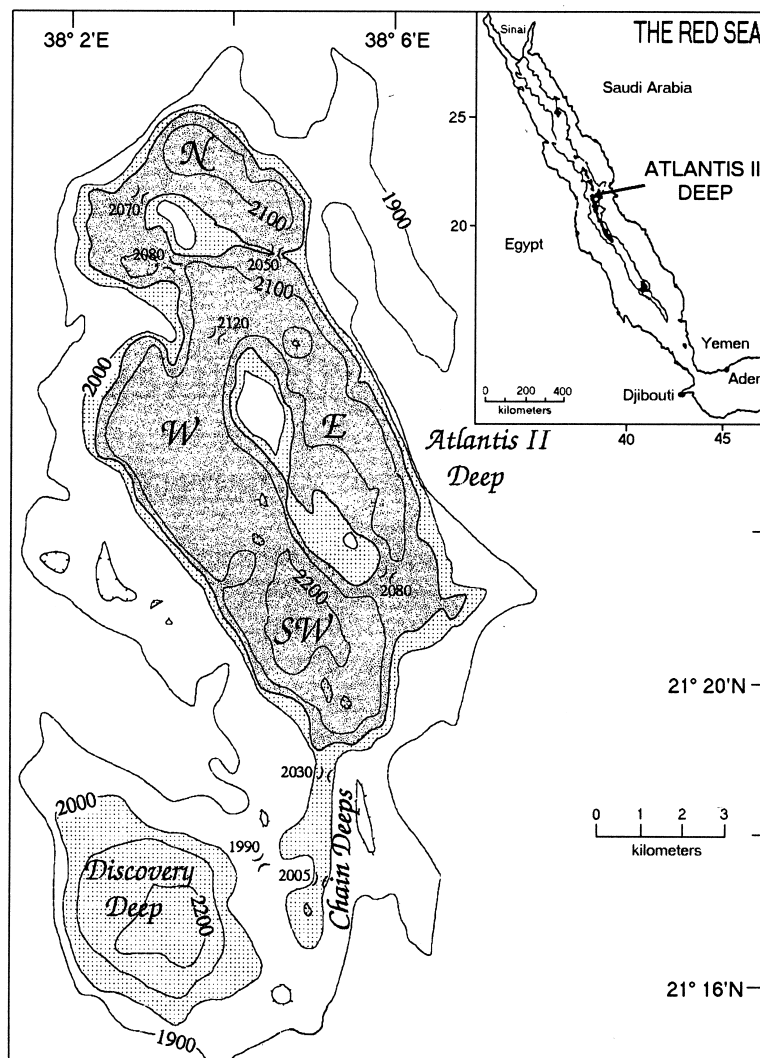 38° 2'E
38° 6'E
THE RED SEA
Sinai
Saudi Arabia
25
ATLANTIS II
DEEP
20
Egypt
Yemen
Aden
Djibouti
0 200 400
kilometers
40
45
N
2070
2100
1900
2080
2050
2100
2120
2000
W
E
Atlantis II
Deep
2200
2080
SW
21° 20'N
2030
2000
Chain Deeps
0 1 2 3
kilometers
1990
Discovery
Deep
2005
2200
21° 16'N
1900